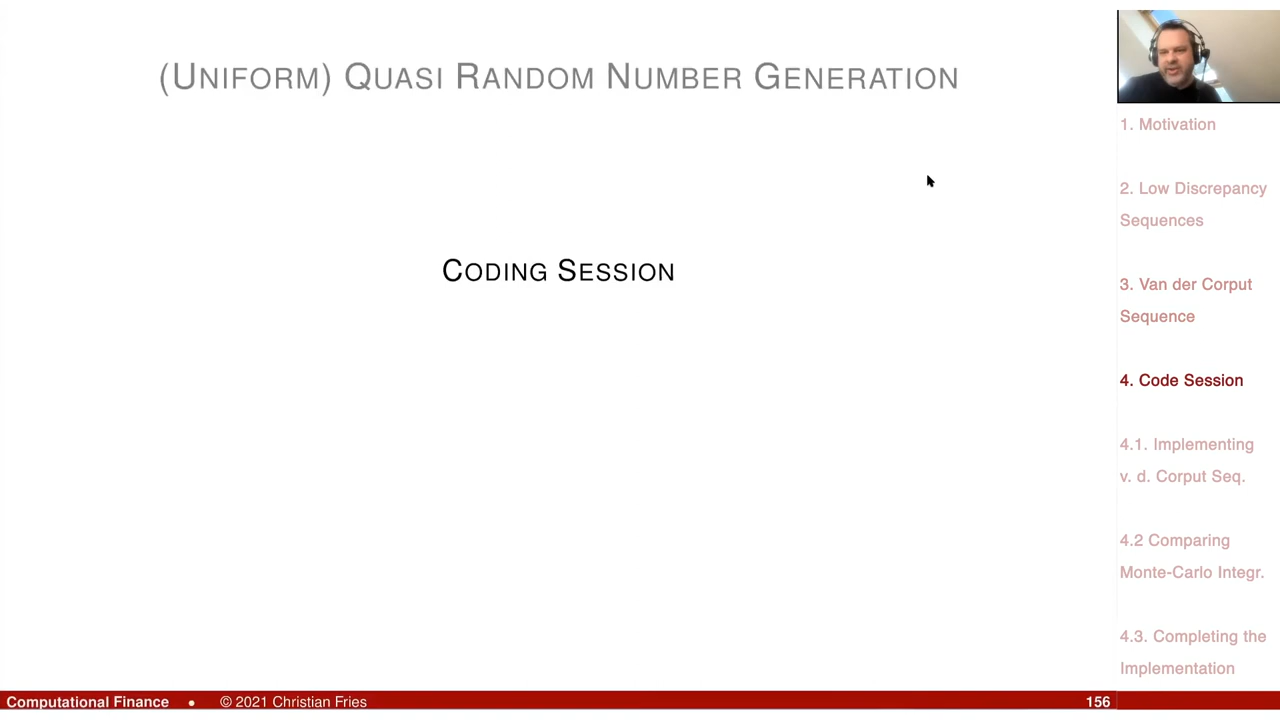 (UNIFORM) QUASI RANDOM NUMBER GENERATION
CODING SESSION
1. Motivation
2. Low Discrepancy
Sequences
3. Van der Corput
Sequence
4. Code Session
4.1. Implementing
v. d. Corput Seq.
4.2 Comparing
Monte-Carlo Integr.
4.3. Completing the
Implementation
Computational Finance • © 2021 Christian Fries 156